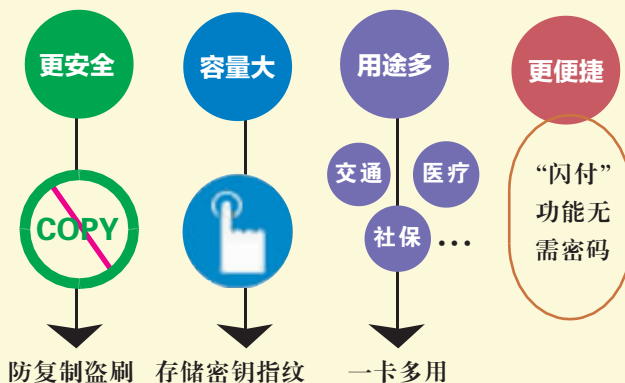 更安全
容量大
用途多
更便捷
COPY
交通
医疗
社保
...
“闪付”
功能无
需密码
防复制盗刷
存储密钥指纹
一卡多用